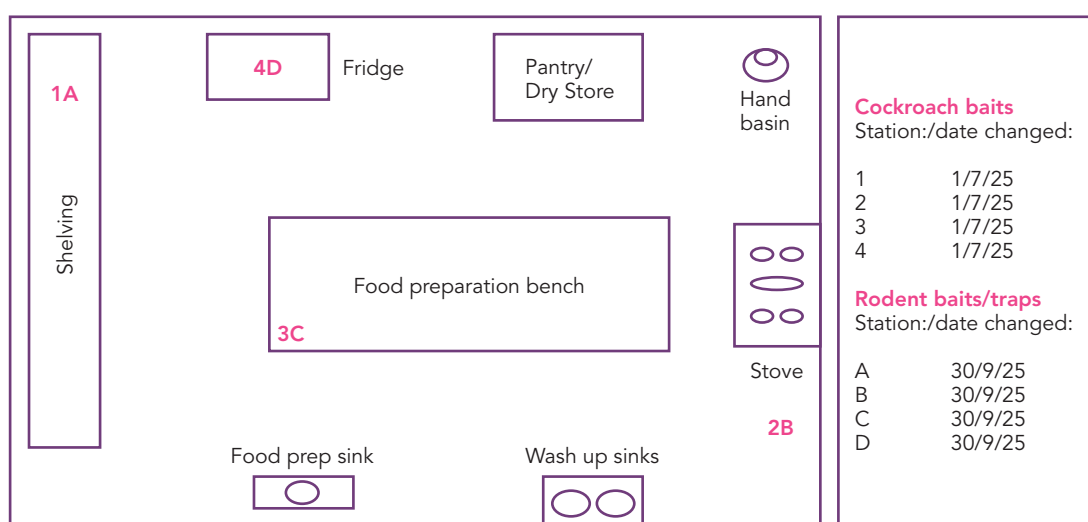 1A
4D
Fridge
Pantry/
Dry Store
Hand
basin
Shelving
Food preparation bench
3C
Stove
2B
Food prep sink
Wash up sinks
Cockroach baits
Station:/date changed:
1 1/7/25
2 1/7/25
3 1/7/25
4 1/7/25
Rodent baits/traps
Station:/date changed:
A 30/9/25
B 30/9/25
C 30/9/25
D 30/9/25